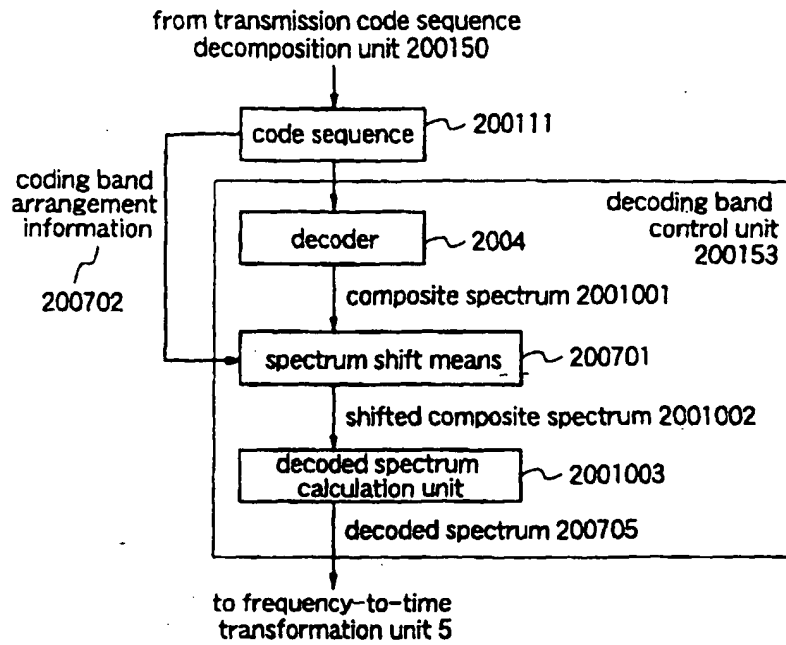 from transmission code sequence
decomposition unit 200150
code sequence
200111
coding band
arrangement
information
200702
decoding band
control unit
200153
decoder
2004
composite spectrum 2001001
spectrum shift means
200701
shifted composite spectrum 2001002
decoded spectrum
calculation unit
2001003
decoded spectrum 200705
to frequency-to-time
transformation unit 5